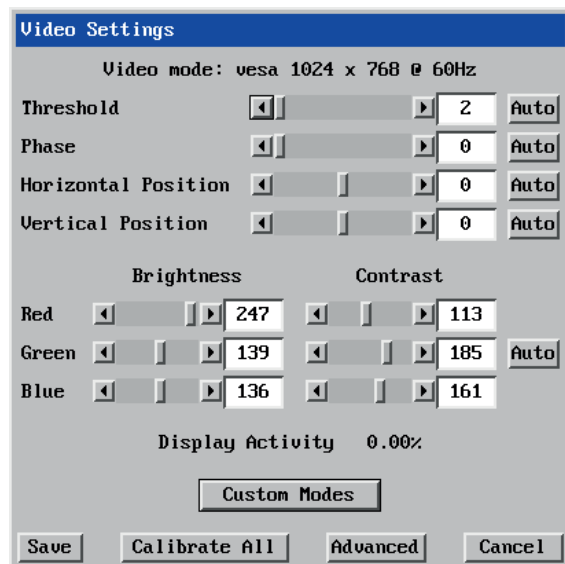 Video Settings
Video mode: vesa 1024 x 768 @ 60Hz
Threshold 2 Auto
Phase 0 Auto
Horizontal Position 0 Auto
Vertical Position 0 Auto
Brightness Contrast
Red 247 113
Green 139 185 Auto
Blue 136 161
Display Activity 0.00%
Custom Modes
Save Calibrate All Advanced Cancel